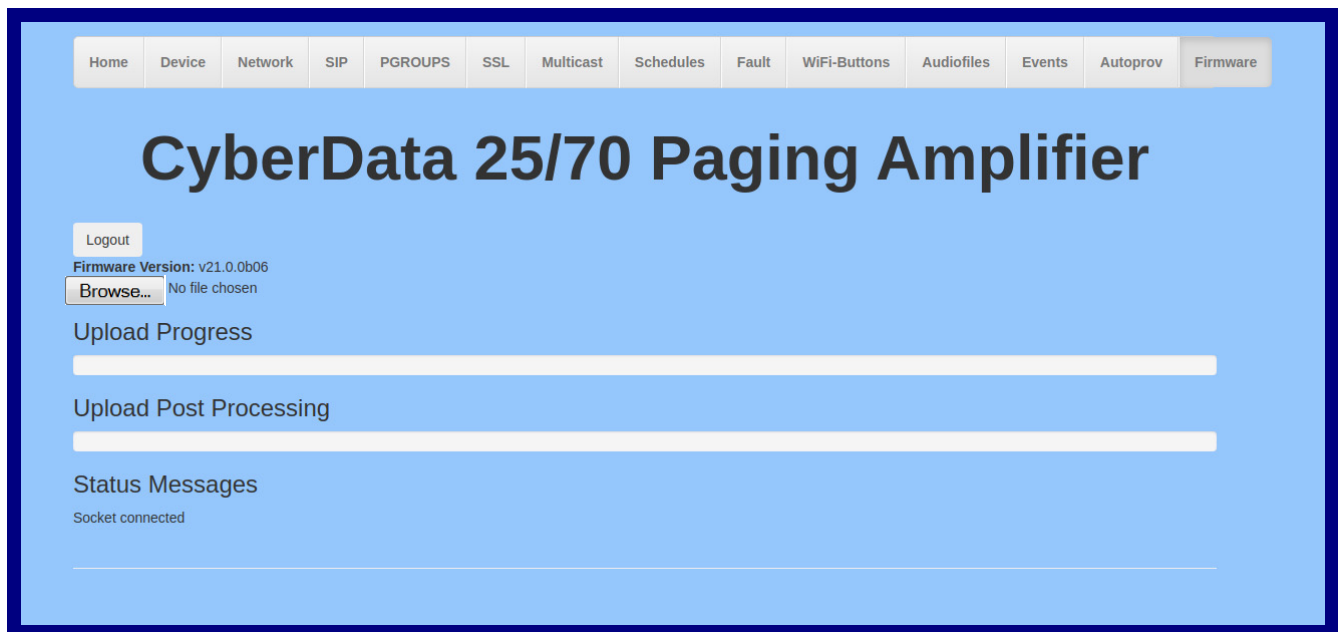 Home Device Network SIP PGROUPS SSL Multicast Schedules Fault WiFi-Buttons Audiofiles Events Autoprov Firmware
CyberData 25/70 Paging Amplifier
Logout
Firmware Version: v21.0.0b06
Browse... No file chosen
Upload Progress
Upload Post Processing
Status Messages
Socket connected